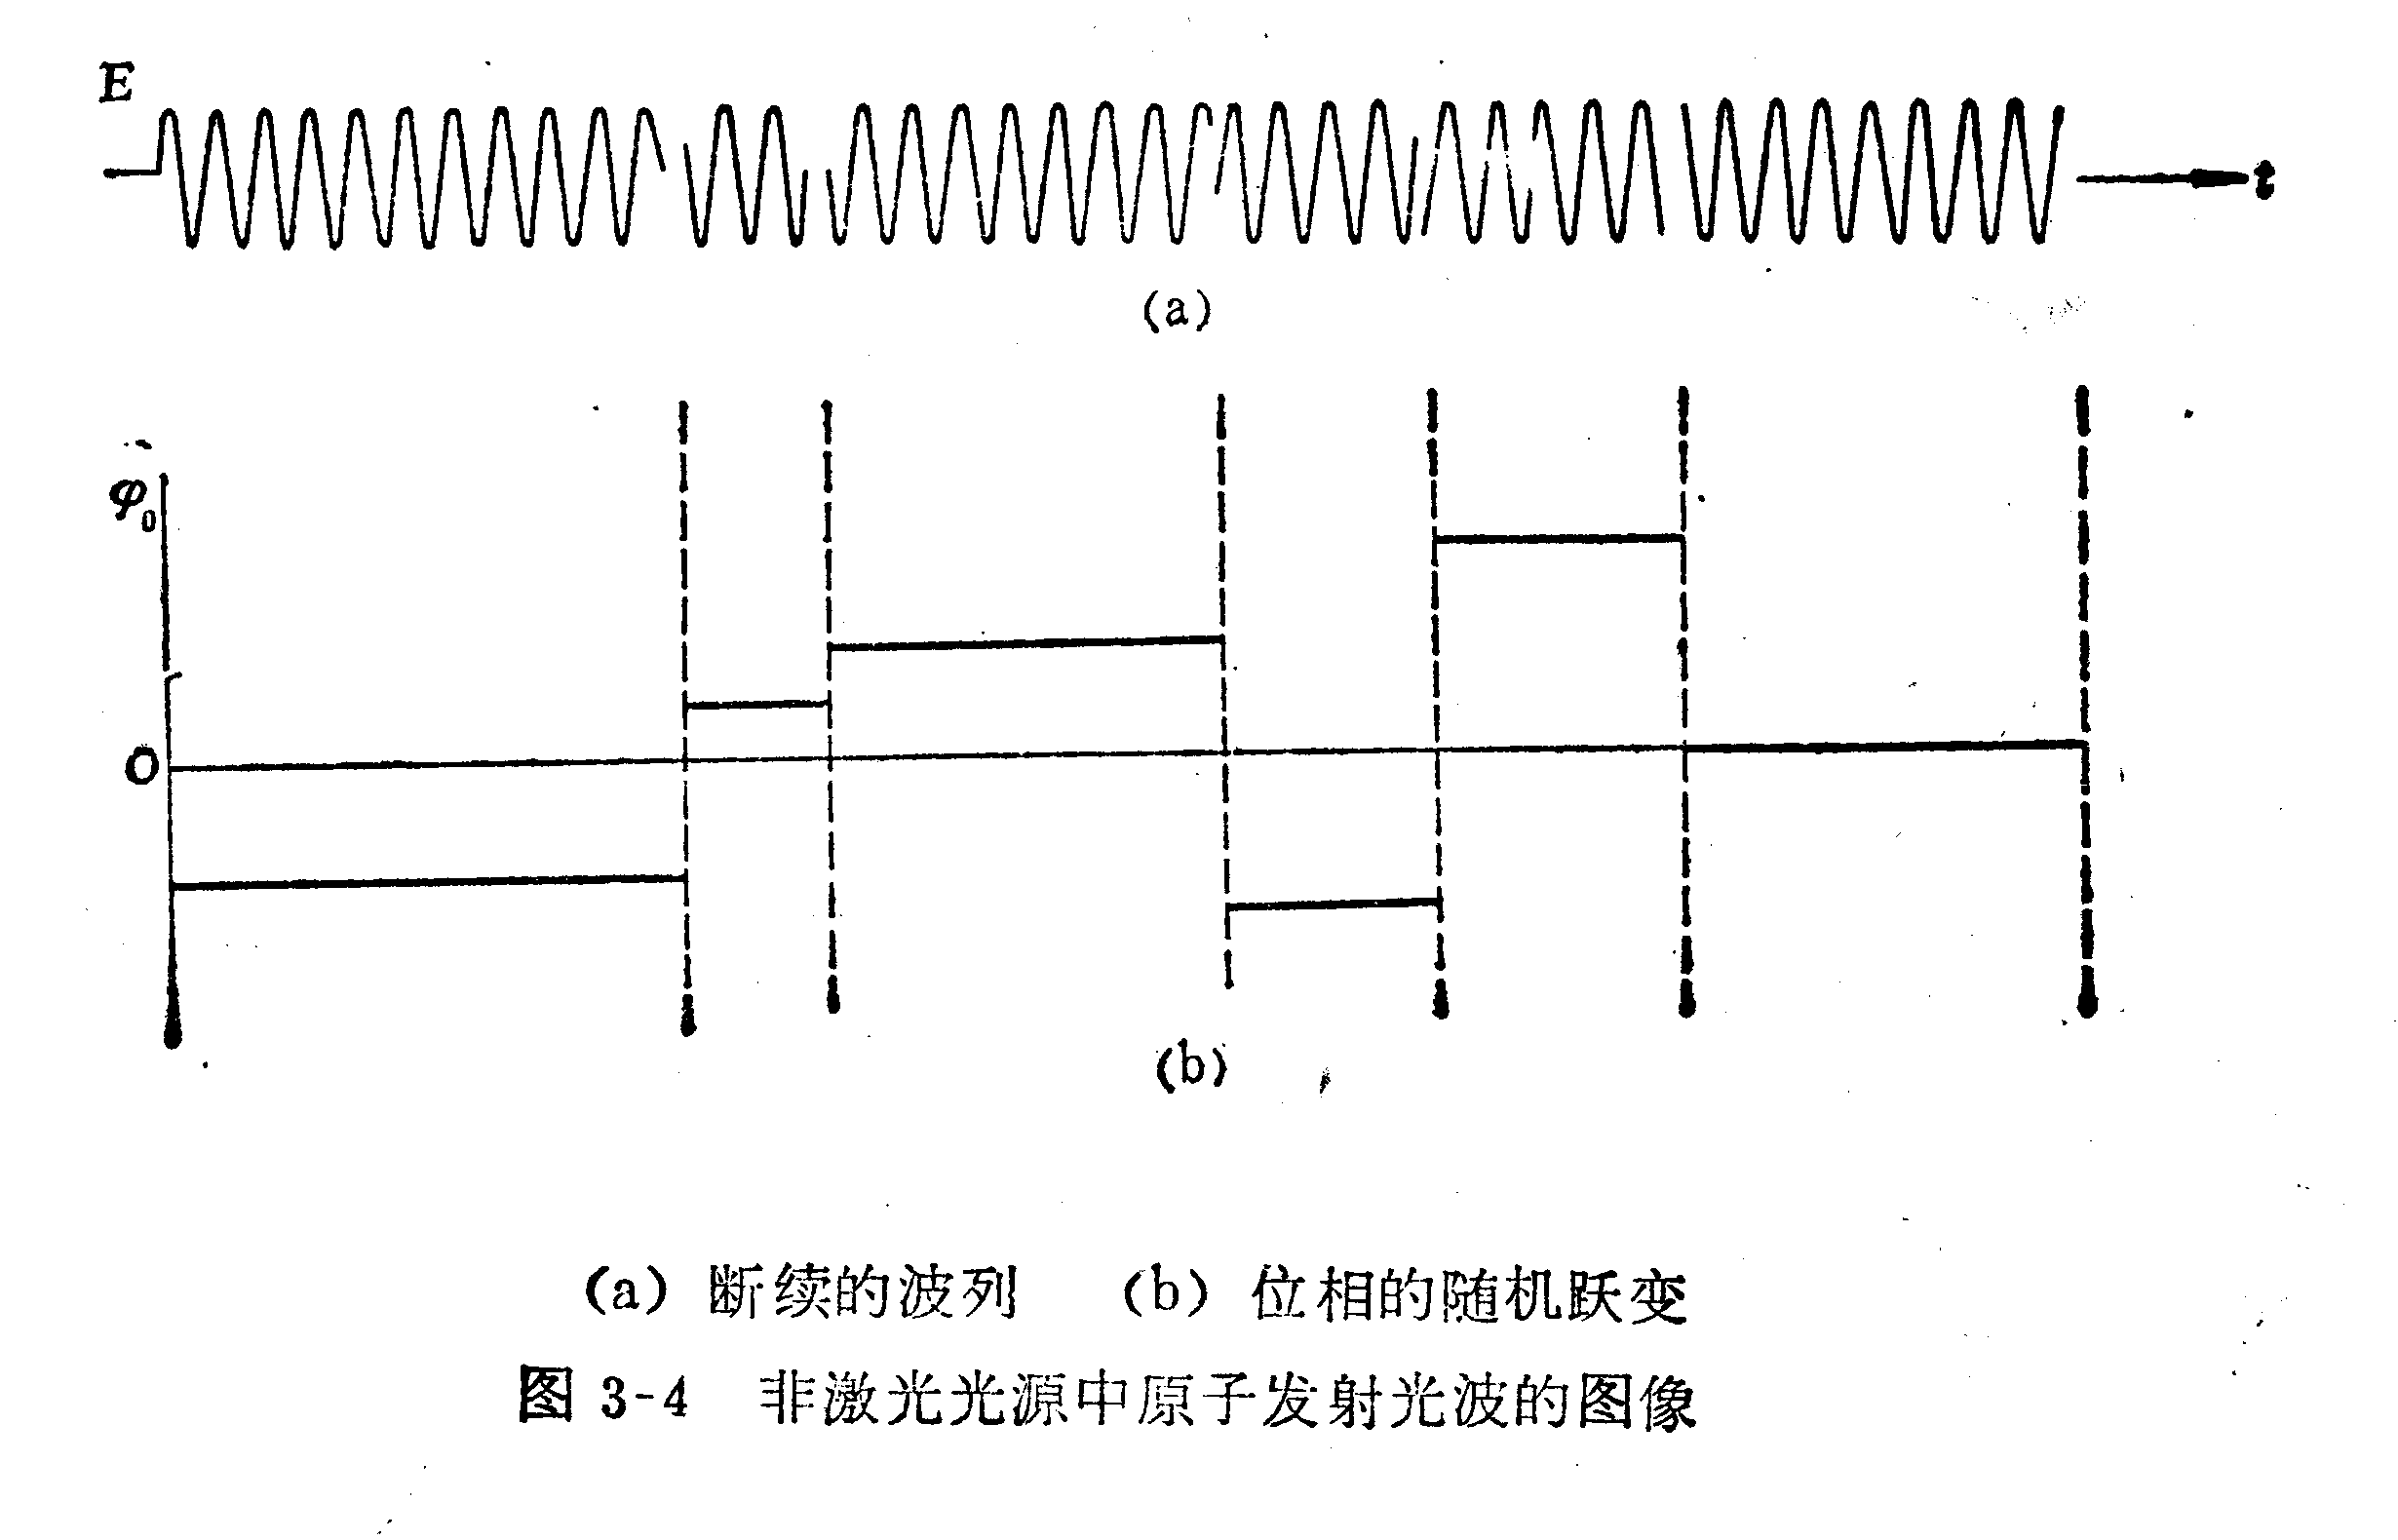 E
t
(a)
φ₀
O
(b)
(a) 断续的波列 (b) 位相的随机跃变
图 3-4 非激光光源中原子发射光波的图像